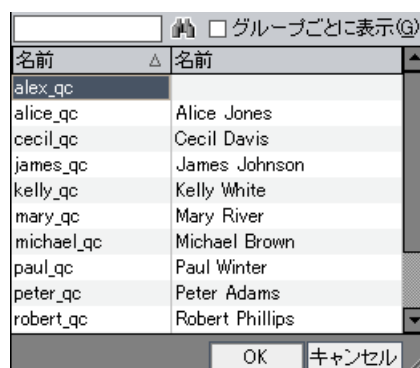 グループごとに表示(G)
名前 名前
alex_qc
alice_qc Alice Jones
cecil_qc Cecil Davis
james_qc James Johnson
kelly_qc Kelly White
mary_qc Mary River
michael_qc Michael Brown
paul_qc Paul Winter
peter_qc Peter Adams
robert_qc Robert Phillips
OK キャンセル